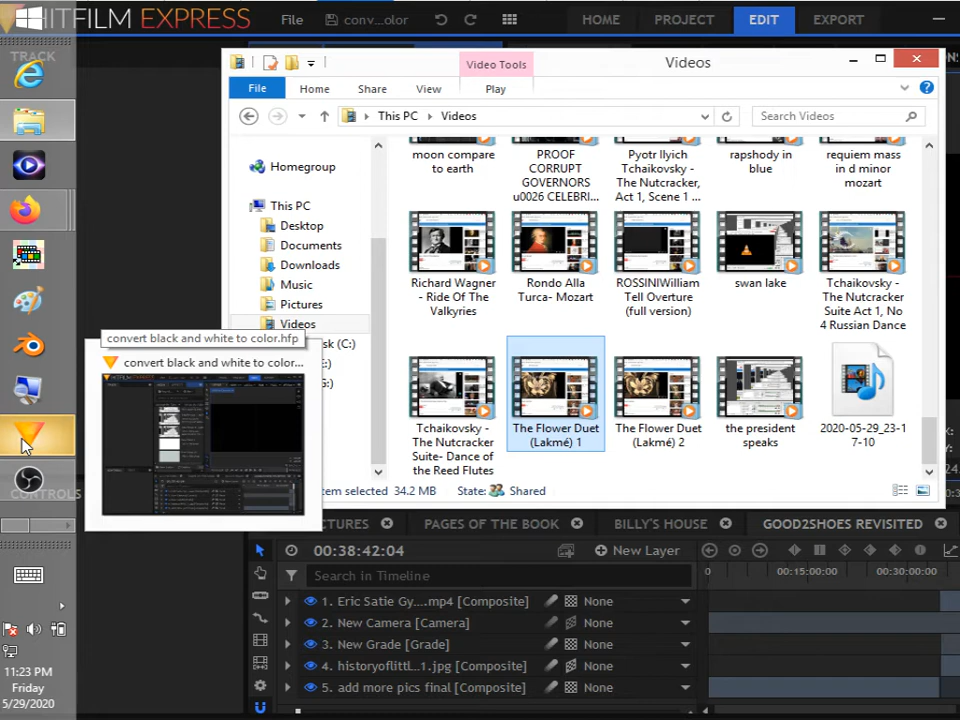 HITFILM EXPRESS
File
conv...olor
HOME
PROJECT
EDIT
EXPORT
TRACK
Video Tools
Videos
File
Home
Share
View
Play
This PC
Videos
Search Videos
Homegroup
This PC
Desktop
Documents
Downloads
Music
Pictures
Videos
sk (C:)
moon compare
to earth
PROOF
CORRUPT
GOVERNORS
u0026 CELEBRI...
Pyotr Ilyich
Tchaikovsky -
The Nutcracker,
Act 1, Scene 1 ...
rapshody in
blue
requiem mass
in d minor
mozart
Richard Wagner
- Ride Of The
Valkyries
Rondo Alla
Turca- Mozart
ROSSINIWilliam
Tell Overture
(full version)
swan lake
Tchaikovsky -
The Nutcracker
Suite Act 1, No
4 Russian Dance
Tchaikovsky -
The Nutcracker
Suite- Dance of
the Reed Flutes
The Flower Duet
(Lakmé) 1
The Flower Duet
(Lakmé) 2
the president
speaks
2020-05-29_23-1
7-10
convert black and white to color.hfp
convert black and white to color...
tem selected
34.2 MB
State:
Shared
CONTROLS
CTURES
PAGES OF THE BOOK
BILLY'S HOUSE
GOOD2SHOES REVISITED
00:38:42:04
New Layer
Search in Timeline
0
00:15:00:00
00:30:00:00
1. Eric Satie Gy....mp4 [Composite]
None
2. New Camera [Camera]
None
3. New Grade [Grade]
None
4. historyoflittl...1.jpg [Composite]
None
5. add more pics final [Composite]
None
11:23 PM
Friday
5/29/2020